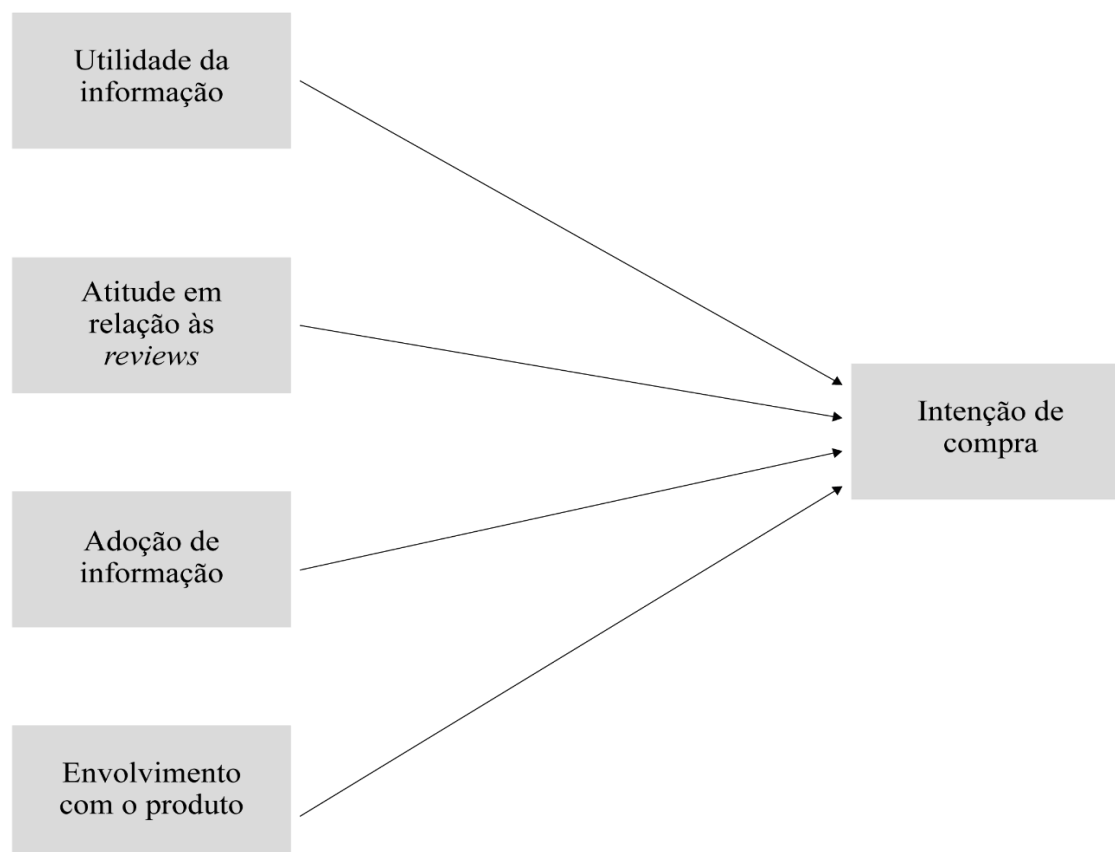 Utilidade da
informação
Atitude em
relação às
reviews
Adoção de
informação
Envolvimento
com o produto
Intenção de
compra